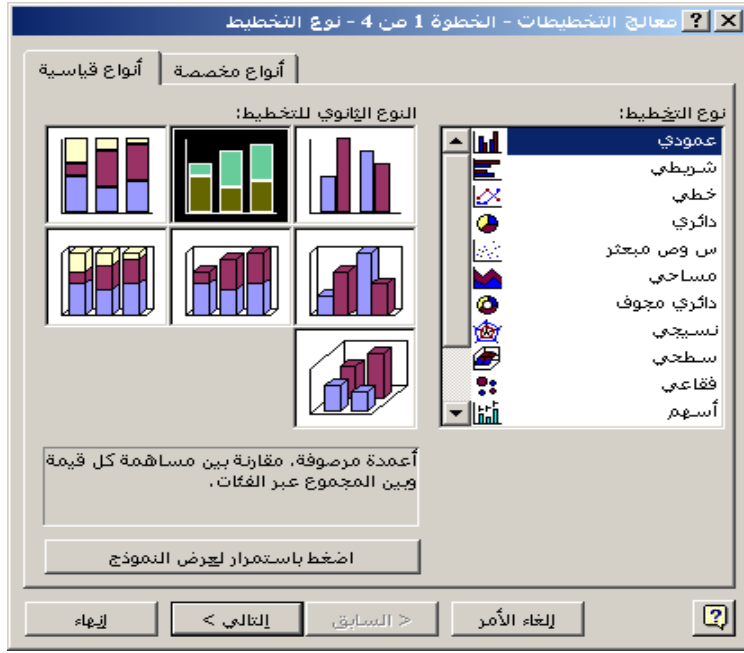 معالج التخطيطات - الخطوة 1 من 4 - نوع التخطيط
أنواع قياسية
أنواع مخصصة
نوع التخطيط:
عمودي
شريطي
خطي
دائري
س وص مبعثر
مساحي
دائري مجوف
نسيجي
سطحي
فقاعي
أسهم
النوع الثانوي للتخطيط:
أعمدة مرصوفة، مقارنة بين مساهمة كل قيمة
وبين المجموع عبر الفئات.
اضغط باستمرار لعرض النموذج
إلغاء الأمر
< السابق
التالي >
إنهاء